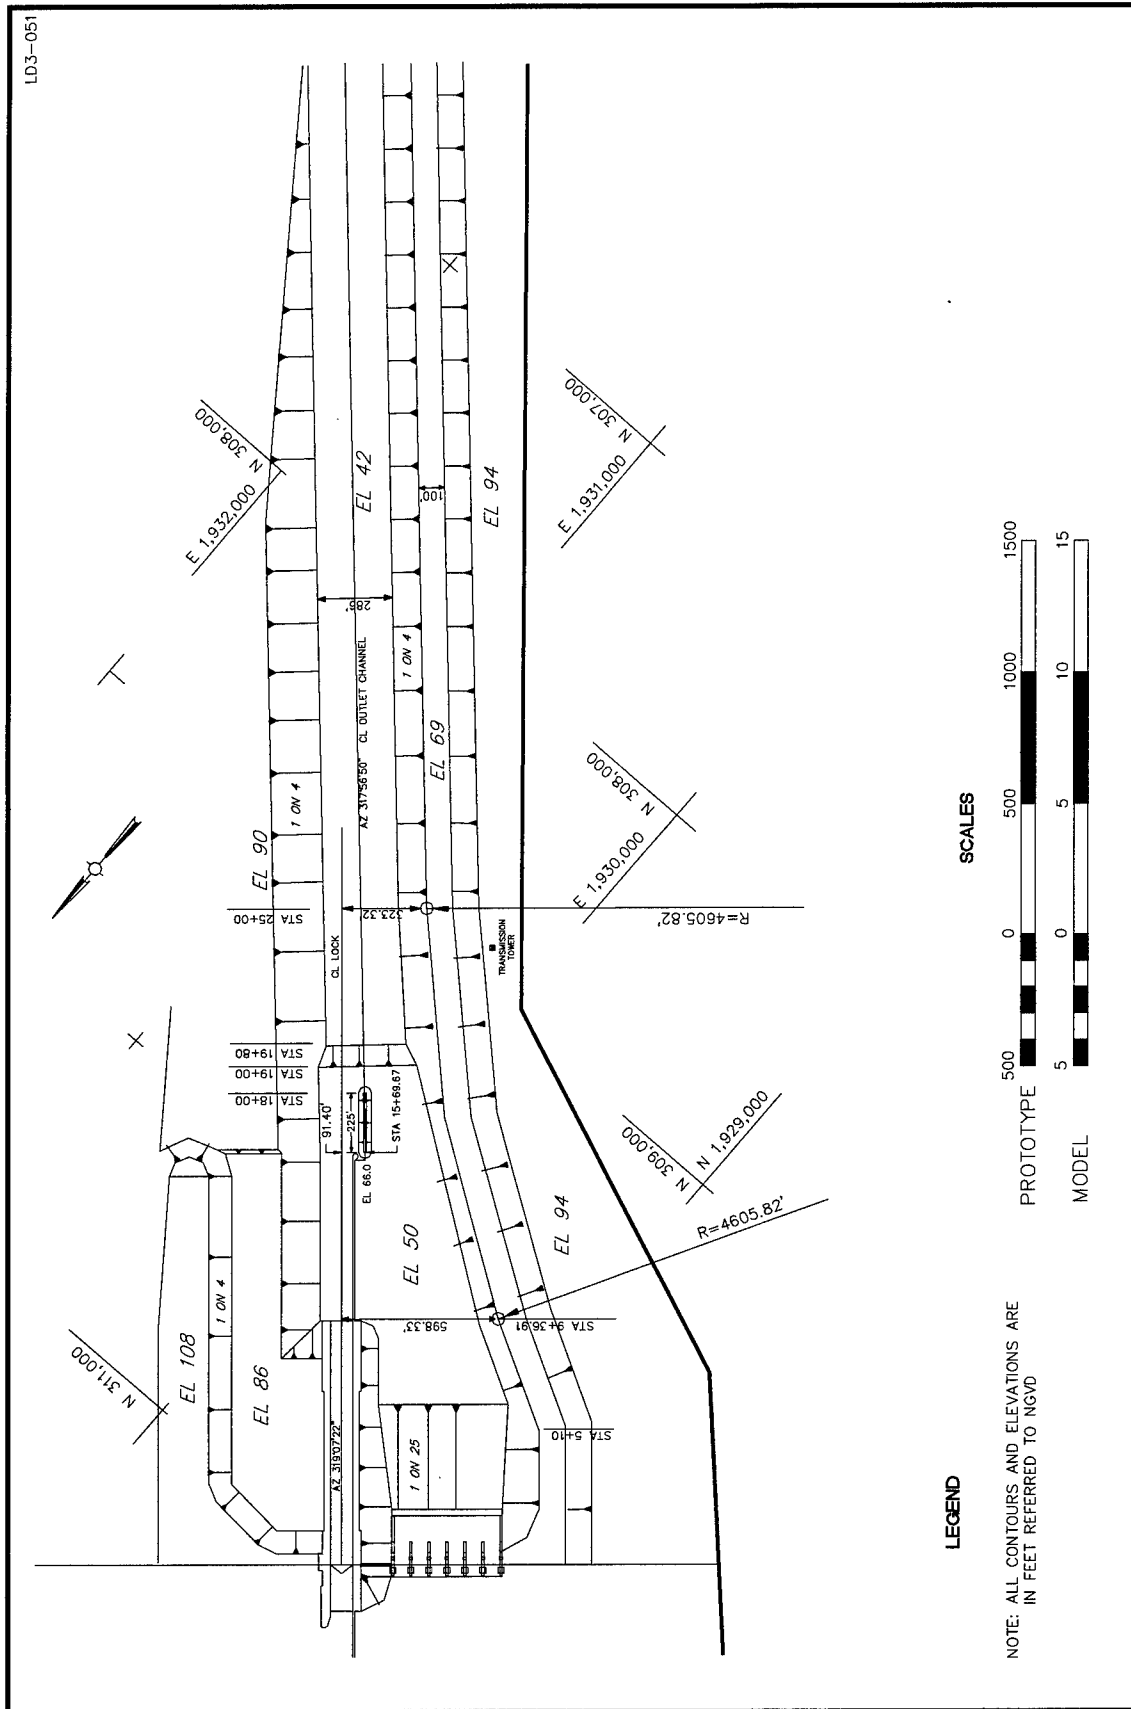 LD3-051
N 311,000
EL 108
1 ON 4
EL 86
AZ 319°07'22"
1 ON 25
STA 5+10
STA 9+36.91
598.33'
R=4605.82'
EL 94
EL 50
EL 66.0
STA 15+69.67
91.40'
225'
STA 18+00
STA 19+00
STA 19+80
N 309,000
N 1,929,000
CL LOCK
TRANSMISSION
TOWER
STA 25+00
323.32
R=4605.82'
EL 90
1 ON 4
AZ 317°56'50" CL OUTLET CHANNEL
EL 69
1 ON 4
E 1,930,000
N 308,000
286'
EL 42
100'
EL 94
E 1,932,000
N 308,000
E 1,931,000
N 307,000
LEGEND
NOTE: ALL CONTOURS AND ELEVATIONS ARE
IN FEET REFERRED TO NGVD
SCALES
PROTOTYPE 500 0 500 1000 1500
MODEL 5 0 5 10 15